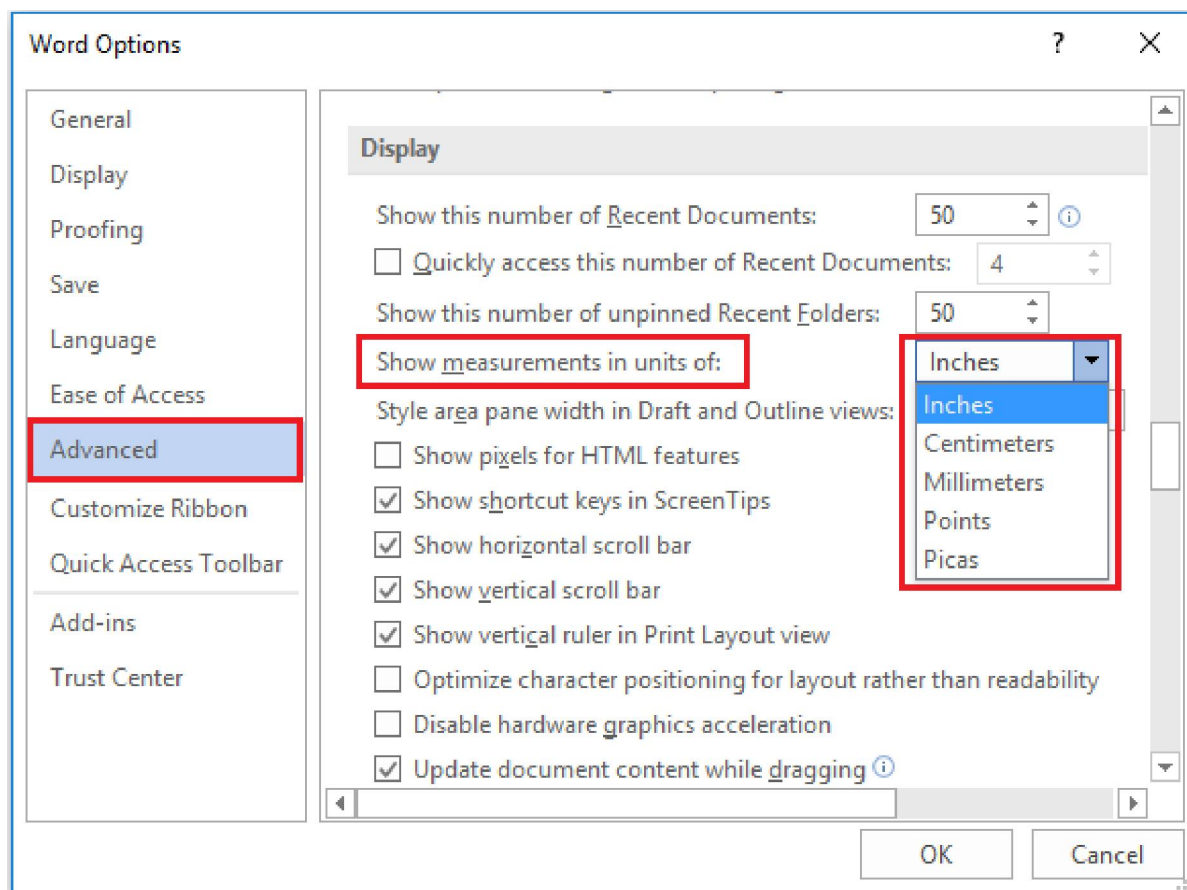 Word Options
?
General
Display
Proofing
Save
Language
Ease of Access
Advanced
Customize Ribbon
Quick Access Toolbar
Add-ins
Trust Center
Display
Show this number of Recent Documents: 50
Quickly access this number of Recent Documents: 4
Show this number of unpinned Recent Folders: 50
Show measurements in units of: Inches
Style area pane width in Draft and Outline views:
Inches
Centimeters
Millimeters
Points
Picas
Show pixels for HTML features
Show shortcut keys in ScreenTips
Show horizontal scroll bar
Show vertical scroll bar
Show vertical ruler in Print Layout view
Optimize character positioning for layout rather than readability
Disable hardware graphics acceleration
Update document content while dragging
OK
Cancel